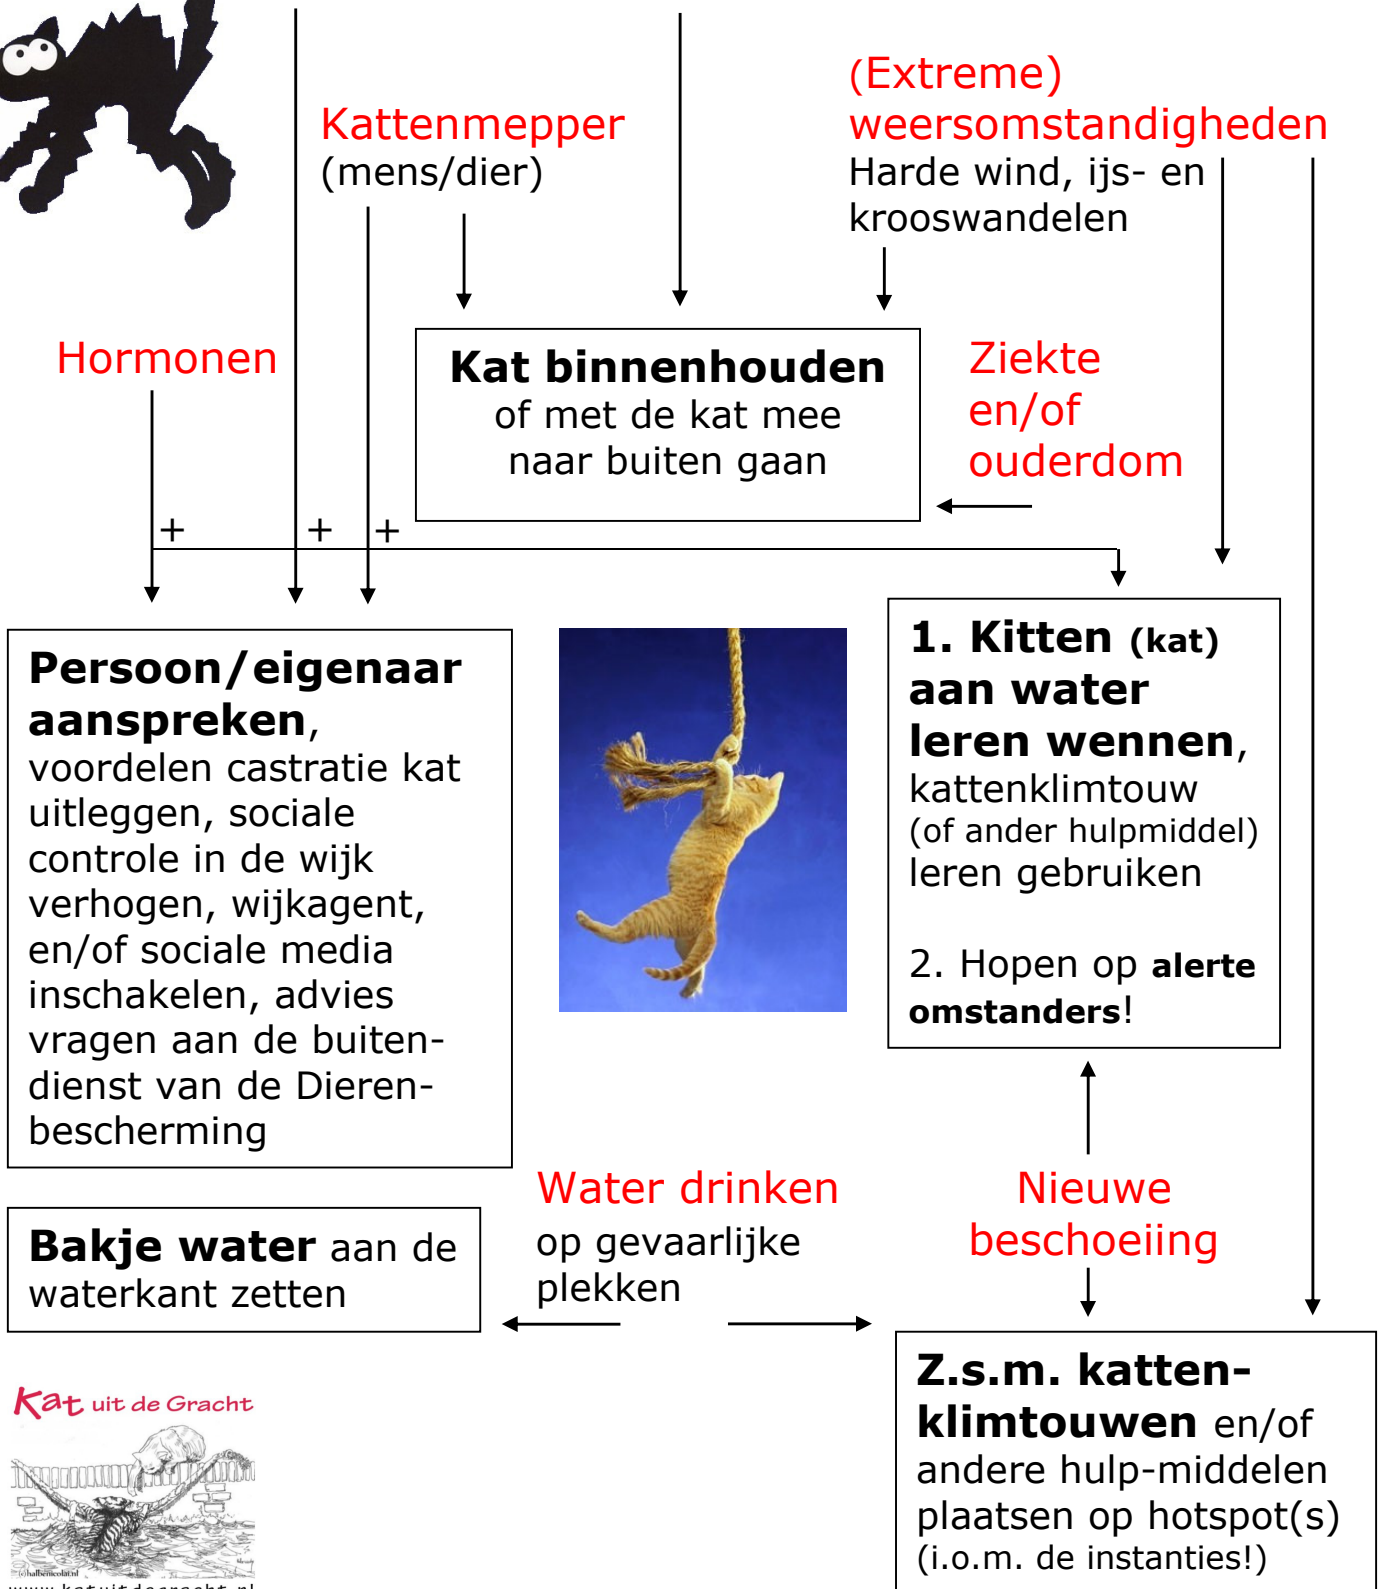 (Extreme)
weersomstandigheden
Harde wind, ijs- en
krooswandelen
Kattenmepper
(mens/dier)
Hormonen
Kat binnenhouden
of met de kat mee
naar buiten gaan
Ziekte
en/of
ouderdom
+
+
+
Persoon/eigenaar
aanspreken,
voordelen castratie kat
uitleggen, sociale
controle in de wijk
verhogen, wijkagent,
en/of sociale media
inschakelen, advies
vragen aan de buiten-
dienst van de Dieren-
bescherming
1. Kitten (kat)
aan water
leren wennen,
kattenklimtouw
(of ander hulpmiddel)
leren gebruiken
2. Hopen op alerte
omstanders!
Water drinken
op gevaarlijke
plekken
Nieuwe
beschoeiing
Bakje water aan de
waterkant zetten
Z.s.m. katten-
klimtouwen en/of
andere hulp-middelen
plaatsen op hotspot(s)
(i.o.m. de instanties!)
Kat uit de Gracht
www.katuitdegracht.nl